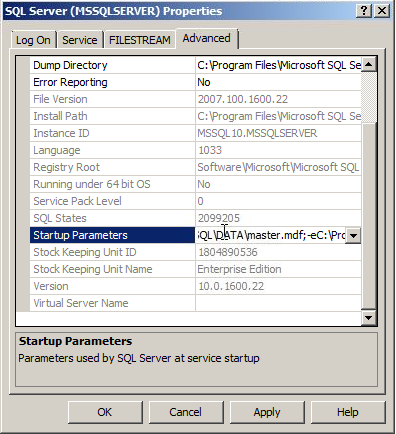 SQL Server (MSSQLSERVER) Properties
Log On Service FILESTREAM Advanced
Dump Directory C:\Program Files\Microsoft SQL Se
Error Reporting No
File Version 2007.100.1600.22
Install Path C:\Program Files\Microsoft SQL Se
Instance ID MSSQL10.MSSQLSERVER
Language 1033
Registry Root Software\Microsoft\Microsoft SQL
Running under 64 bit OS No
Service Pack Level 0
SQL States 2099205
Startup Parameters SQL\DATA\master.mdf;-eC:\Pro
Stock Keeping Unit ID 1804890536
Stock Keeping Unit Name Enterprise Edition
Version 10.0.1600.22
Virtual Server Name
Startup Parameters
Parameters used by SQL Server at service startup
OK Cancel Apply Help